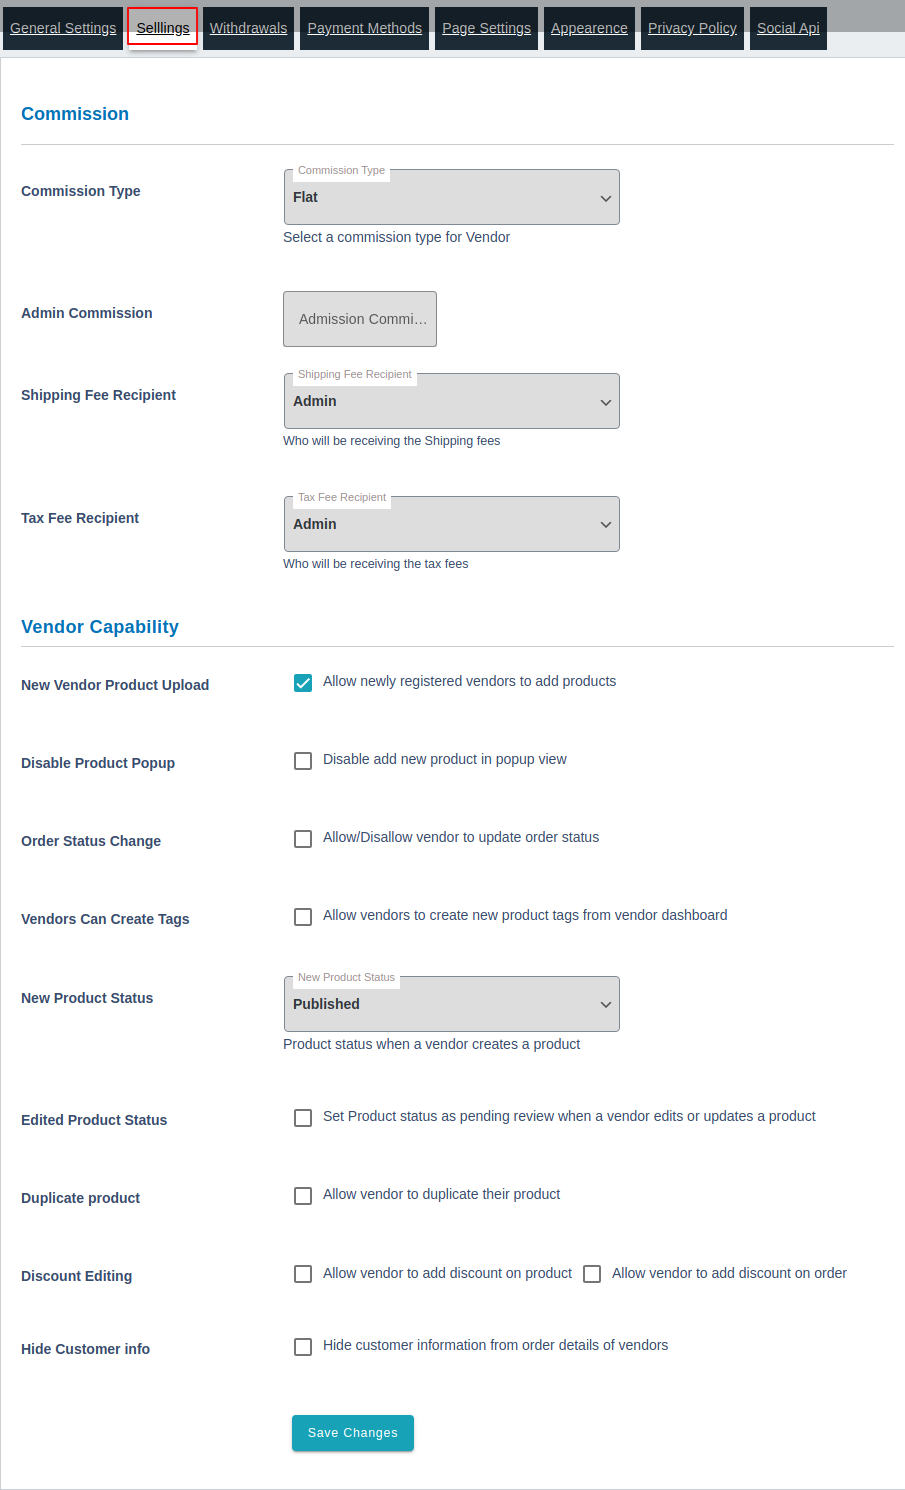 General Settings Selllings Withdrawals Payment Methods Page Settings Appearence Privacy Policy Social Api
Commission
Commission Type
Commission Type
Flat
Select a commission type for Vendor
Admin Commission
Admission Commi...
Shipping Fee Recipient
Shipping Fee Recipient
Admin
Who will be receiving the Shipping fees
Tax Fee Recipient
Tax Fee Recipient
Admin
Who will be receiving the tax fees
Vendor Capability
New Vendor Product Upload
Allow newly registered vendors to add products
Disable Product Popup
Disable add new product in popup view
Order Status Change
Allow/Disallow vendor to update order status
Vendors Can Create Tags
Allow vendors to create new product tags from vendor dashboard
New Product Status
New Product Status
Published
Product status when a vendor creates a product
Edited Product Status
Set Product status as pending review when a vendor edits or updates a product
Duplicate product
Allow vendor to duplicate their product
Discount Editing
Allow vendor to add discount on product Allow vendor to add discount on order
Hide Customer info
Hide customer information from order details of vendors
Save Changes